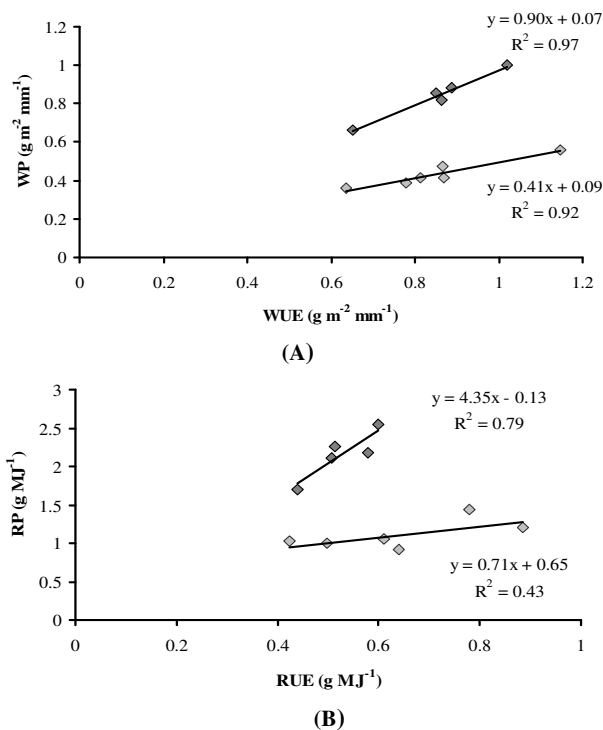 y = 0.90x + 0.07
R² = 0.97
1.2
1
0.8
0.6
0.4
0.2
0
WP (g m⁻² mm⁻¹)
y = 0.41x + 0.09
R² = 0.92
0 0.2 0.4 0.6 0.8 1 1.2
WUE (g m⁻² mm⁻¹)
(A)
y = 4.35x - 0.13
R² = 0.79
3
2.5
2
1.5
1
0.5
0
RP (g MJ⁻¹)
y = 0.71x + 0.65
R² = 0.43
0 0.2 0.4 0.6 0.8 1
RUE (g MJ⁻¹)
(B)